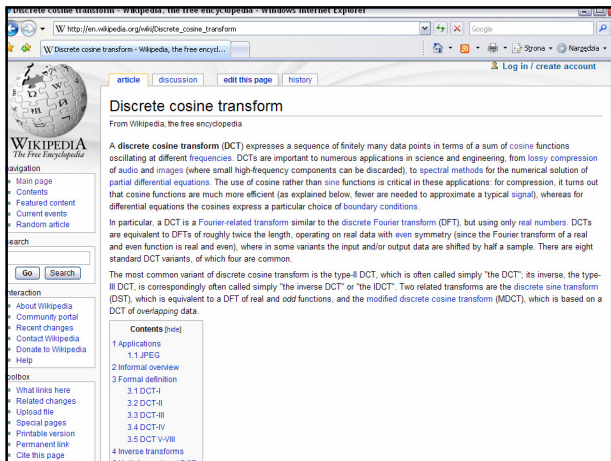 Discrete cosine transform - Wikipedia, the free encyclopedia - Windows Internet Explorer
W http://en.wikipedia.org/wiki/Discrete_cosine_transform
Google
W Discrete cosine transform - Wikipedia, the free encycl...
Strona
Narzędzia
Log in / create account
article discussion edit this page history
WIKIPEDIA
The Free Encyclopedia
navigation
Main page
Contents
Featured content
Current events
Random article
search
Go Search
interaction
About Wikipedia
Community portal
Recent changes
Contact Wikipedia
Donate to Wikipedia
Help
toolbox
What links here
Related changes
Upload file
Special pages
Printable version
Permanent link
Cite this page
Discrete cosine transform
From Wikipedia, the free encyclopedia
A discrete cosine transform (DCT) expresses a sequence of finitely many data points in terms of a sum of cosine functions
oscillating at different frequencies. DCTs are important to numerous applications in science and engineering, from lossy compression
of audio and images (where small high-frequency components can be discarded), to spectral methods for the numerical solution of
partial differential equations. The use of cosine rather than sine functions is critical in these applications: for compression, it turns out
that cosine functions are much more efficient (as explained below, fewer are needed to approximate a typical signal), whereas for
differential equations the cosines express a particular choice of boundary conditions.
In particular, a DCT is a Fourier-related transform similar to the discrete Fourier transform (DFT), but using only real numbers. DCTs
are equivalent to DFTs of roughly twice the length, operating on real data with even symmetry (since the Fourier transform of a real
and even function is real and even), where in some variants the input and/or output data are shifted by half a sample. There are eight
standard DCT variants, of which four are common.
The most common variant of discrete cosine transform is the type-II DCT, which is often called simply "the DCT"; its inverse, the type-
III DCT, is correspondingly often called simply "the inverse DCT" or "the IDCT". Two related transforms are the discrete sine transform
(DST), which is equivalent to a DFT of real and odd functions, and the modified discrete cosine transform (MDCT), which is based on a
DCT of overlapping data.
Contents [hide]
1 Applications
1.1 JPEG
2 Informal overview
3 Formal definition
3.1 DCT-I
3.2 DCT-II
3.3 DCT-III
3.4 DCT-IV
3.5 DCT V-VIII
4 Inverse transforms